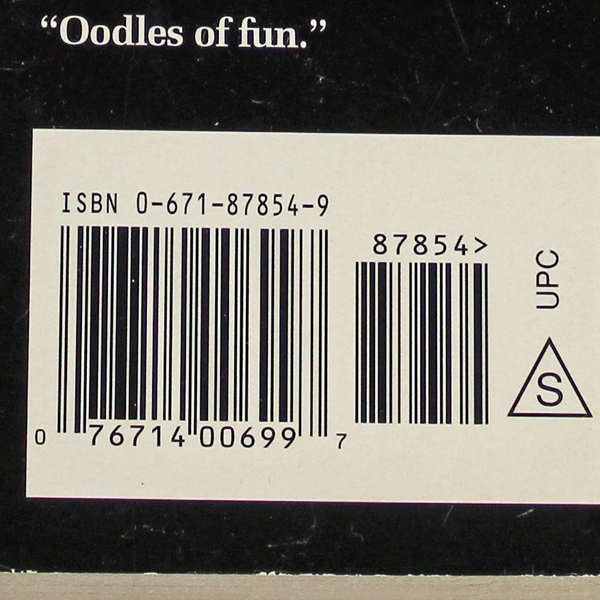 “Oodles of fun.”
ISBN 0-671-87854-9
87854>
UPC
S
0 76714 00699 7